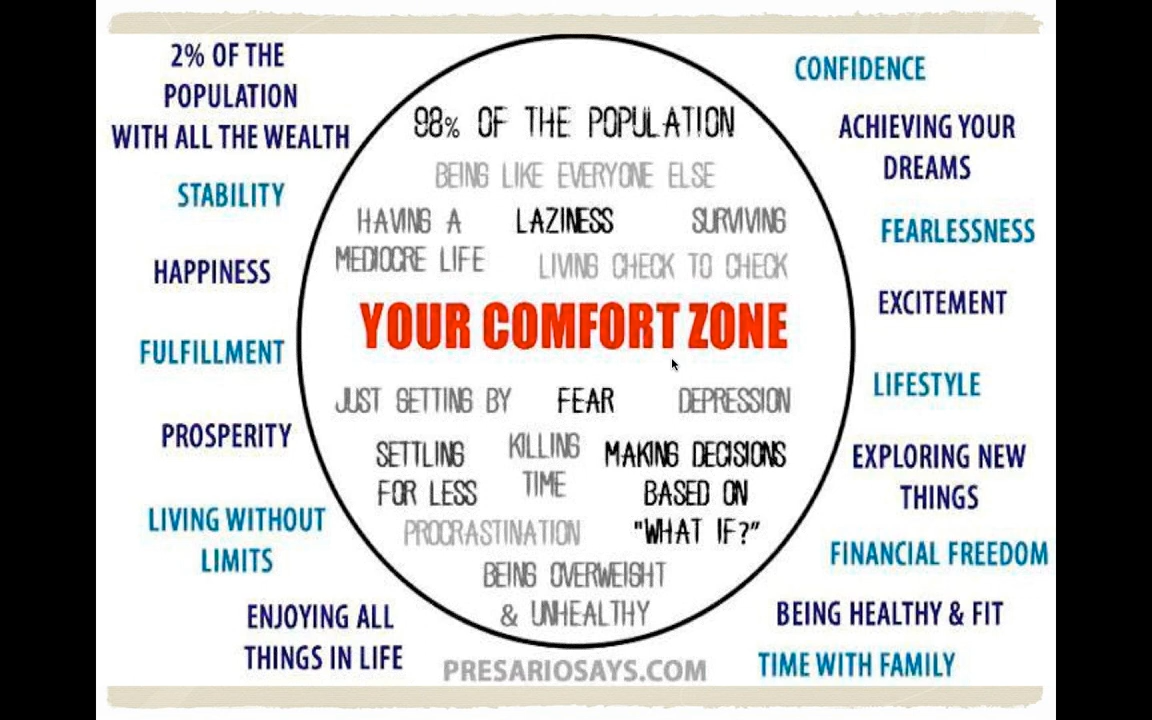 2% OF THE
POPULATION
WITH ALL THE WEALTH
STABILITY
HAPPINESS
FULFILLMENT
PROSPERITY
LIVING WITHOUT
LIMITS
ENJOYING ALL
THINGS IN LIFE
98% OF THE POPULATION
BEING LIKE EVERYONE ELSE
HAVING A
MEDIOCRE LIFE
LAZINESS
SURVIVING
LIVING CHECK TO CHECK
YOUR COMFORT ZONE
JUST GETTING BY
FEAR
DEPRESSION
SETTLING
FOR LESS
KILLING
TIME
MAKING DECISIONS
BASED ON
"WHAT IF?"
PROCRASTINATION
BEING OVERWEIGHT
& UNHEALTHY
PRESARIOSAYS.COM
CONFIDENCE
ACHIEVING YOUR
DREAMS
FEARLESSNESS
EXCITEMENT
LIFESTYLE
EXPLORING NEW
THINGS
FINANCIAL FREEDOM
BEING HEALTHY & FIT
TIME WITH FAMILY